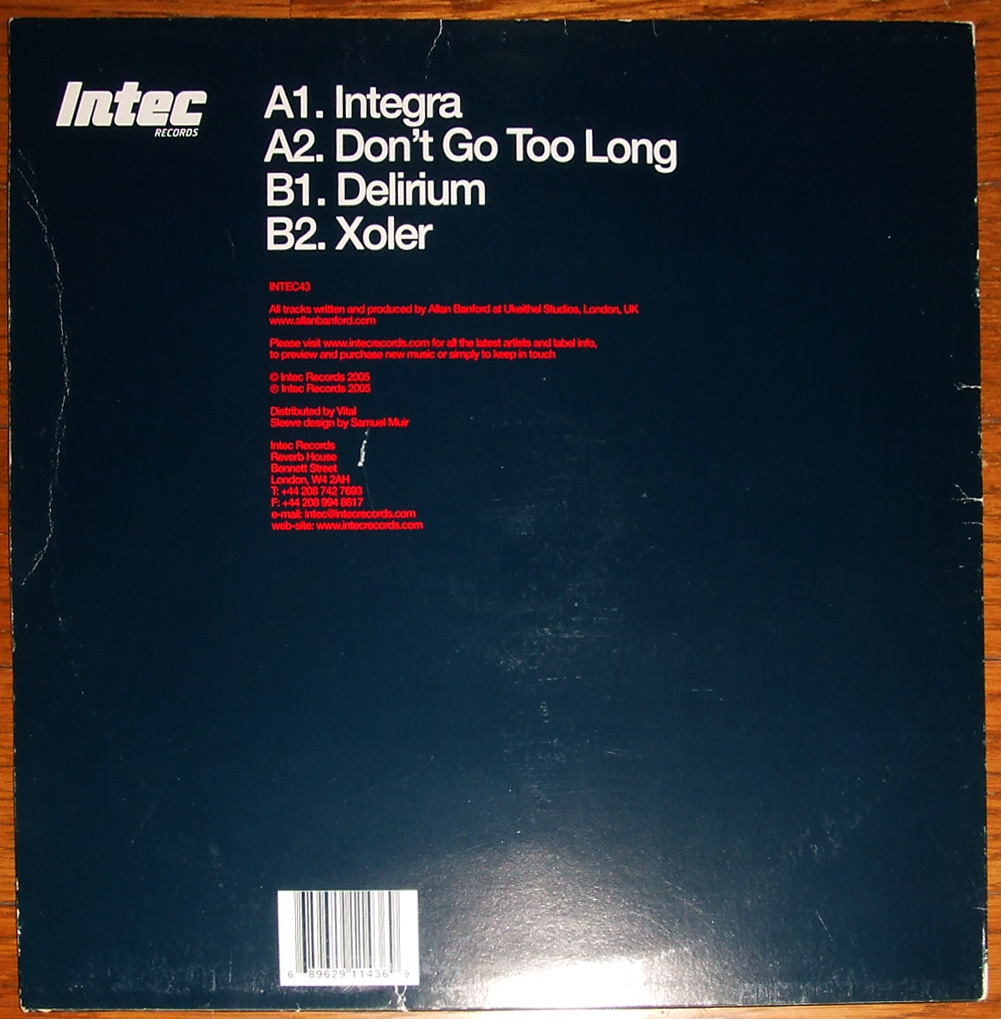 Intec
RECORDS
A1. Integra
A2. Don't Go Too Long
B1. Delirium
B2. Xoler
INTEC43
All tracks written and produced by Allan Banford at Ukeithel Studios, London, UK
www.allanbanford.com
Please visit www.intecrecords.com for all the latest artists and label info,
to preview and purchase new music or simply to keep in touch
© Intec Records 2005
℗ Intec Records 2005
Distributed by Vital
Sleeve design by Samuel Muir
Intec Records
Reverb House
Bennett Street
London, W4 2AH
T: +44 208 742 7693
F: +44 208 994 8617
e-mail: intec@intecrecords.com
web-site: www.intecrecords.com
6 89629 11436 9